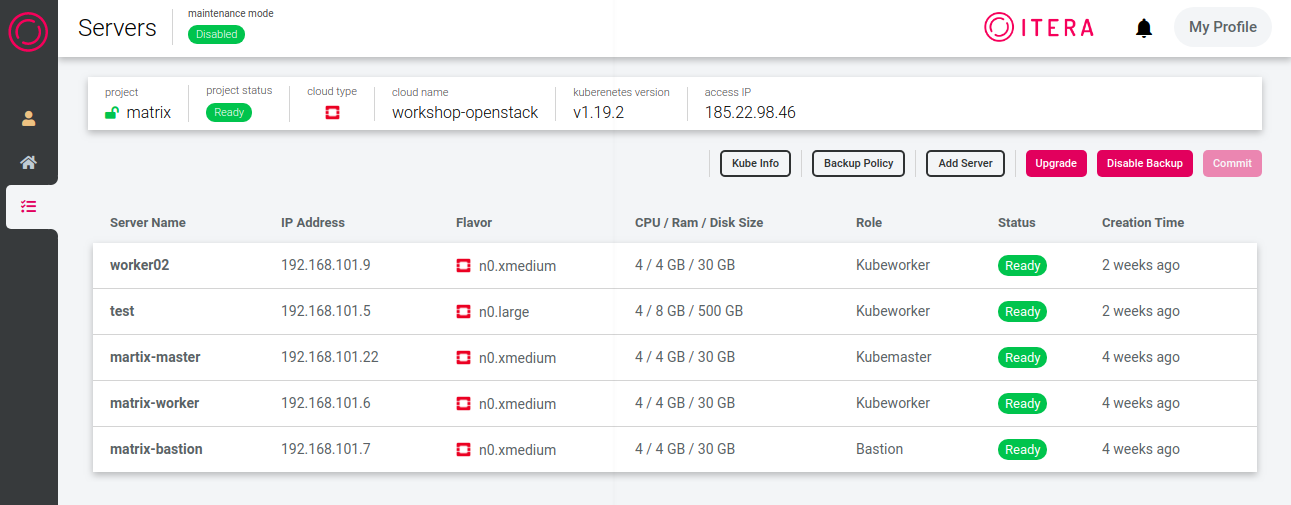 Servers
maintenance mode
Disabled
ITERA
My Profile
project
matrix
project status
Ready
cloud type
cloud name
workshop-openstack
kuberenetes version
v1.19.2
access IP
185.22.98.46
Kube Info
Backup Policy
Add Server
Upgrade
Disable Backup
Commit
Server Name IP Address Flavor CPU / Ram / Disk Size Role Status Creation Time
worker02 192.168.101.9 n0.xmedium 4 / 4 GB / 30 GB Kubeworker Ready 2 weeks ago
test 192.168.101.5 n0.large 4 / 8 GB / 500 GB Kubeworker Ready 2 weeks ago
martix-master 192.168.101.22 n0.xmedium 4 / 4 GB / 30 GB Kubemaster Ready 4 weeks ago
matrix-worker 192.168.101.6 n0.xmedium 4 / 4 GB / 30 GB Kubeworker Ready 4 weeks ago
matrix-bastion 192.168.101.7 n0.xmedium 4 / 4 GB / 30 GB Bastion Ready 4 weeks ago